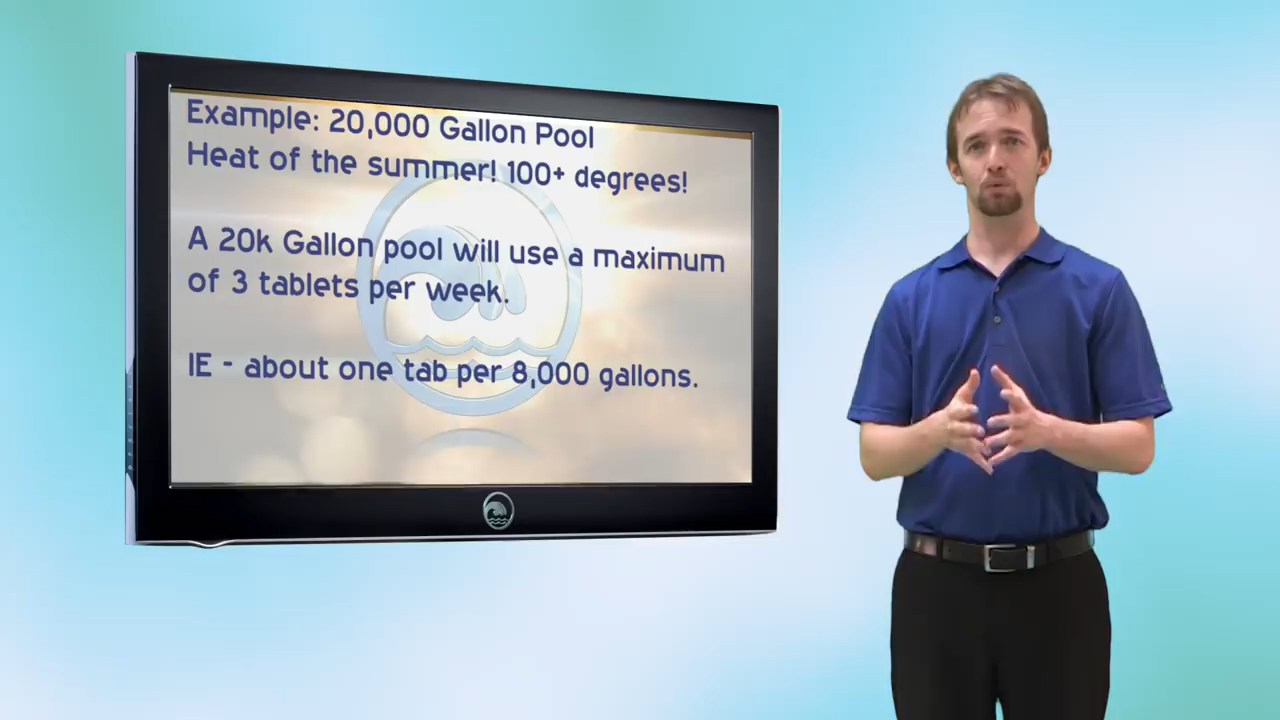 Example: 20,000 Gallon Pool
Heat of the summer! 100+ degrees!
A 20k Gallon pool will use a maximum
of 3 tablets per week.
IE - about one tab per 8,000 gallons.